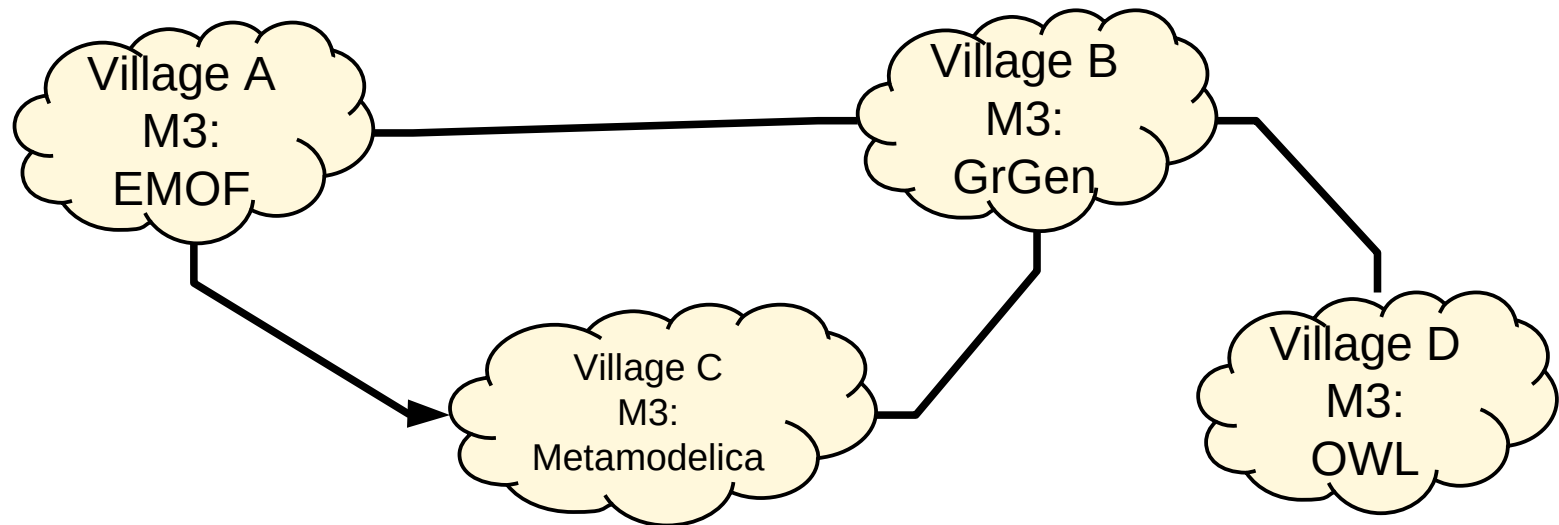 Village A
M3:
EMOF
Village B
M3:
GrGen
Village C
M3:
Metamodelica
Village D
M3:
OWL